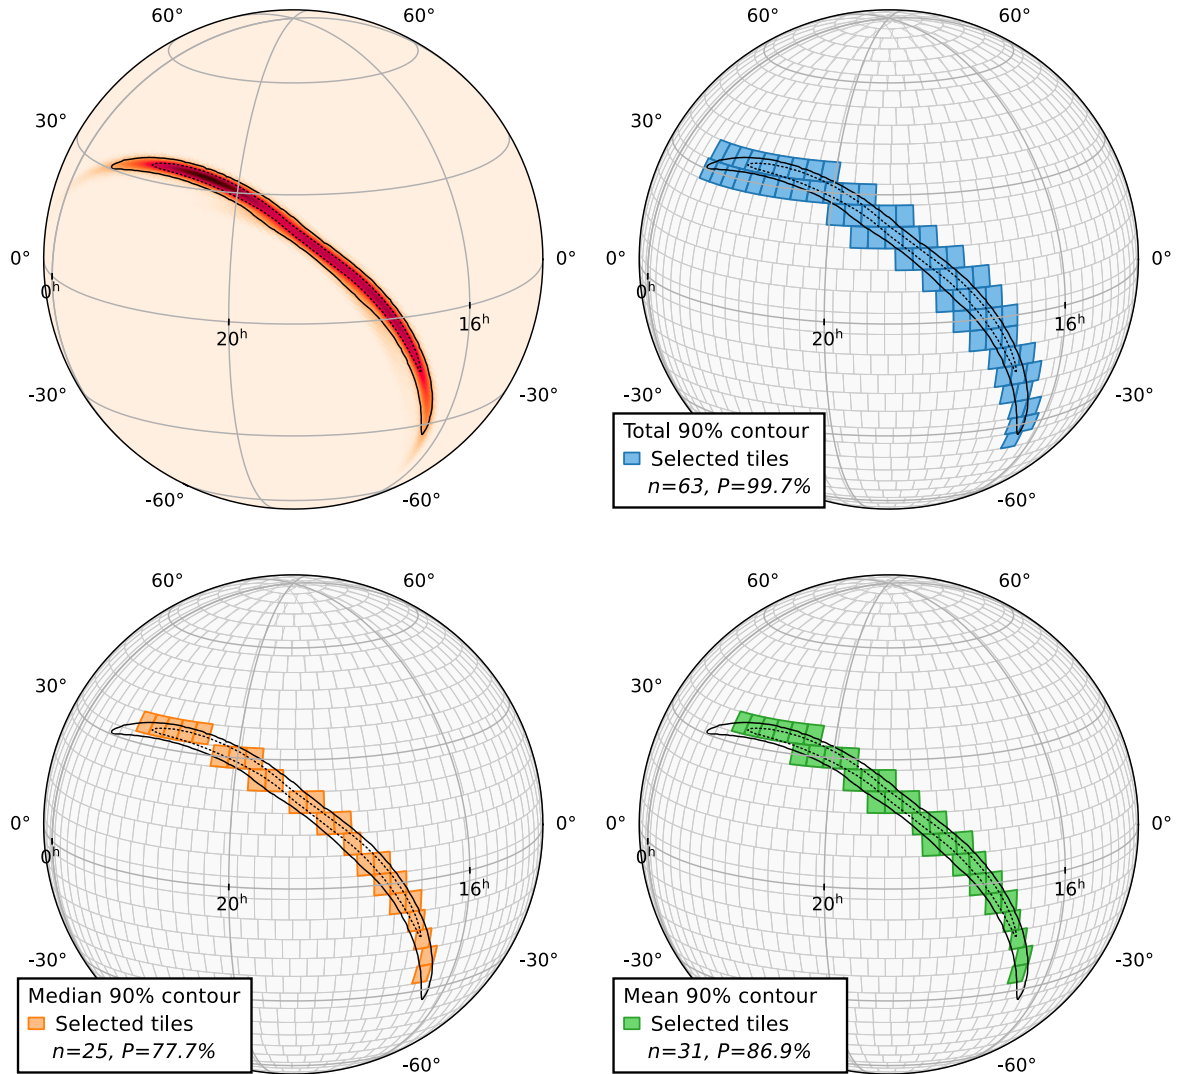 60°
60°
30°
0°
0°
0ʰ
20ʰ
16ʰ
-30°
-30°
-60°
-60°
60°
60°
30°
0°
0°
0ʰ
20ʰ
16ʰ
-30°
-30°
-60°
Total 90% contour
Selected tiles
n=63, P=99.7%
60°
60°
30°
0°
0°
0ʰ
20ʰ
16ʰ
-30°
-30°
-60°
Median 90% contour
Selected tiles
n=25, P=77.7%
60°
60°
30°
0°
0°
0ʰ
20ʰ
16ʰ
-30°
-30°
-60°
Mean 90% contour
Selected tiles
n=31, P=86.9%